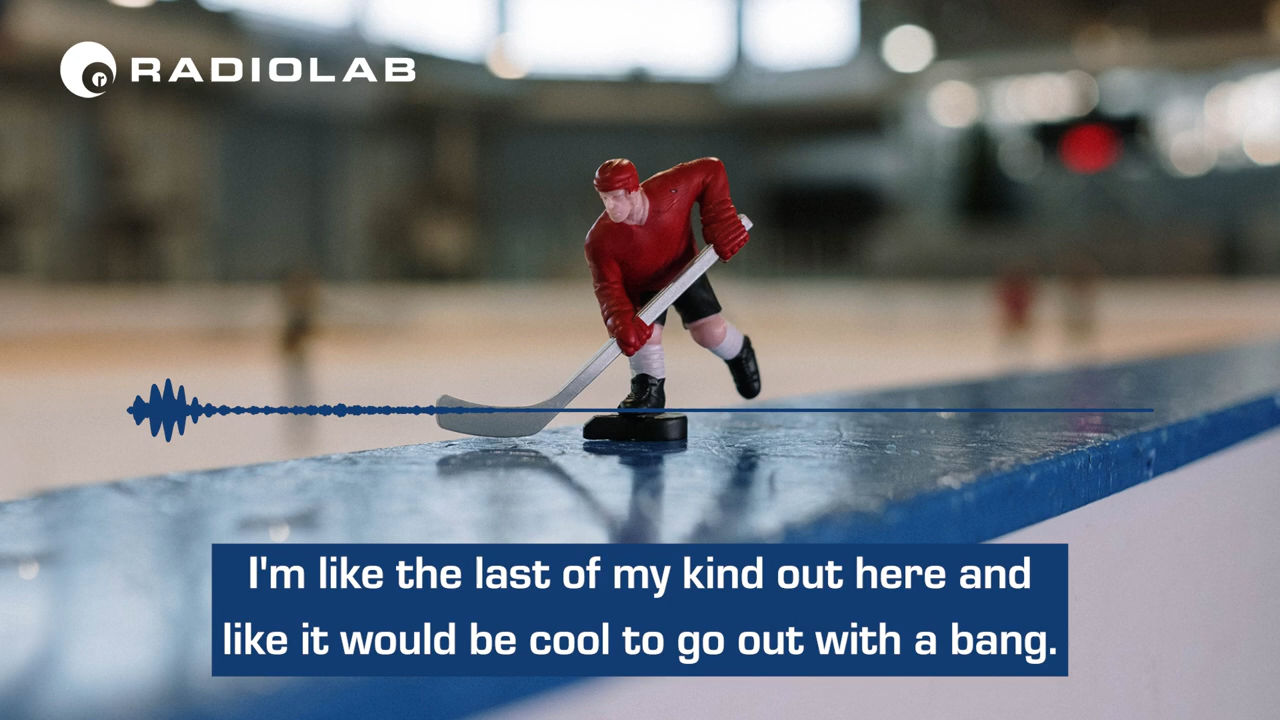 RADIOLAB
I'm like the last of my kind out here and
like it would be cool to go out with a bang.